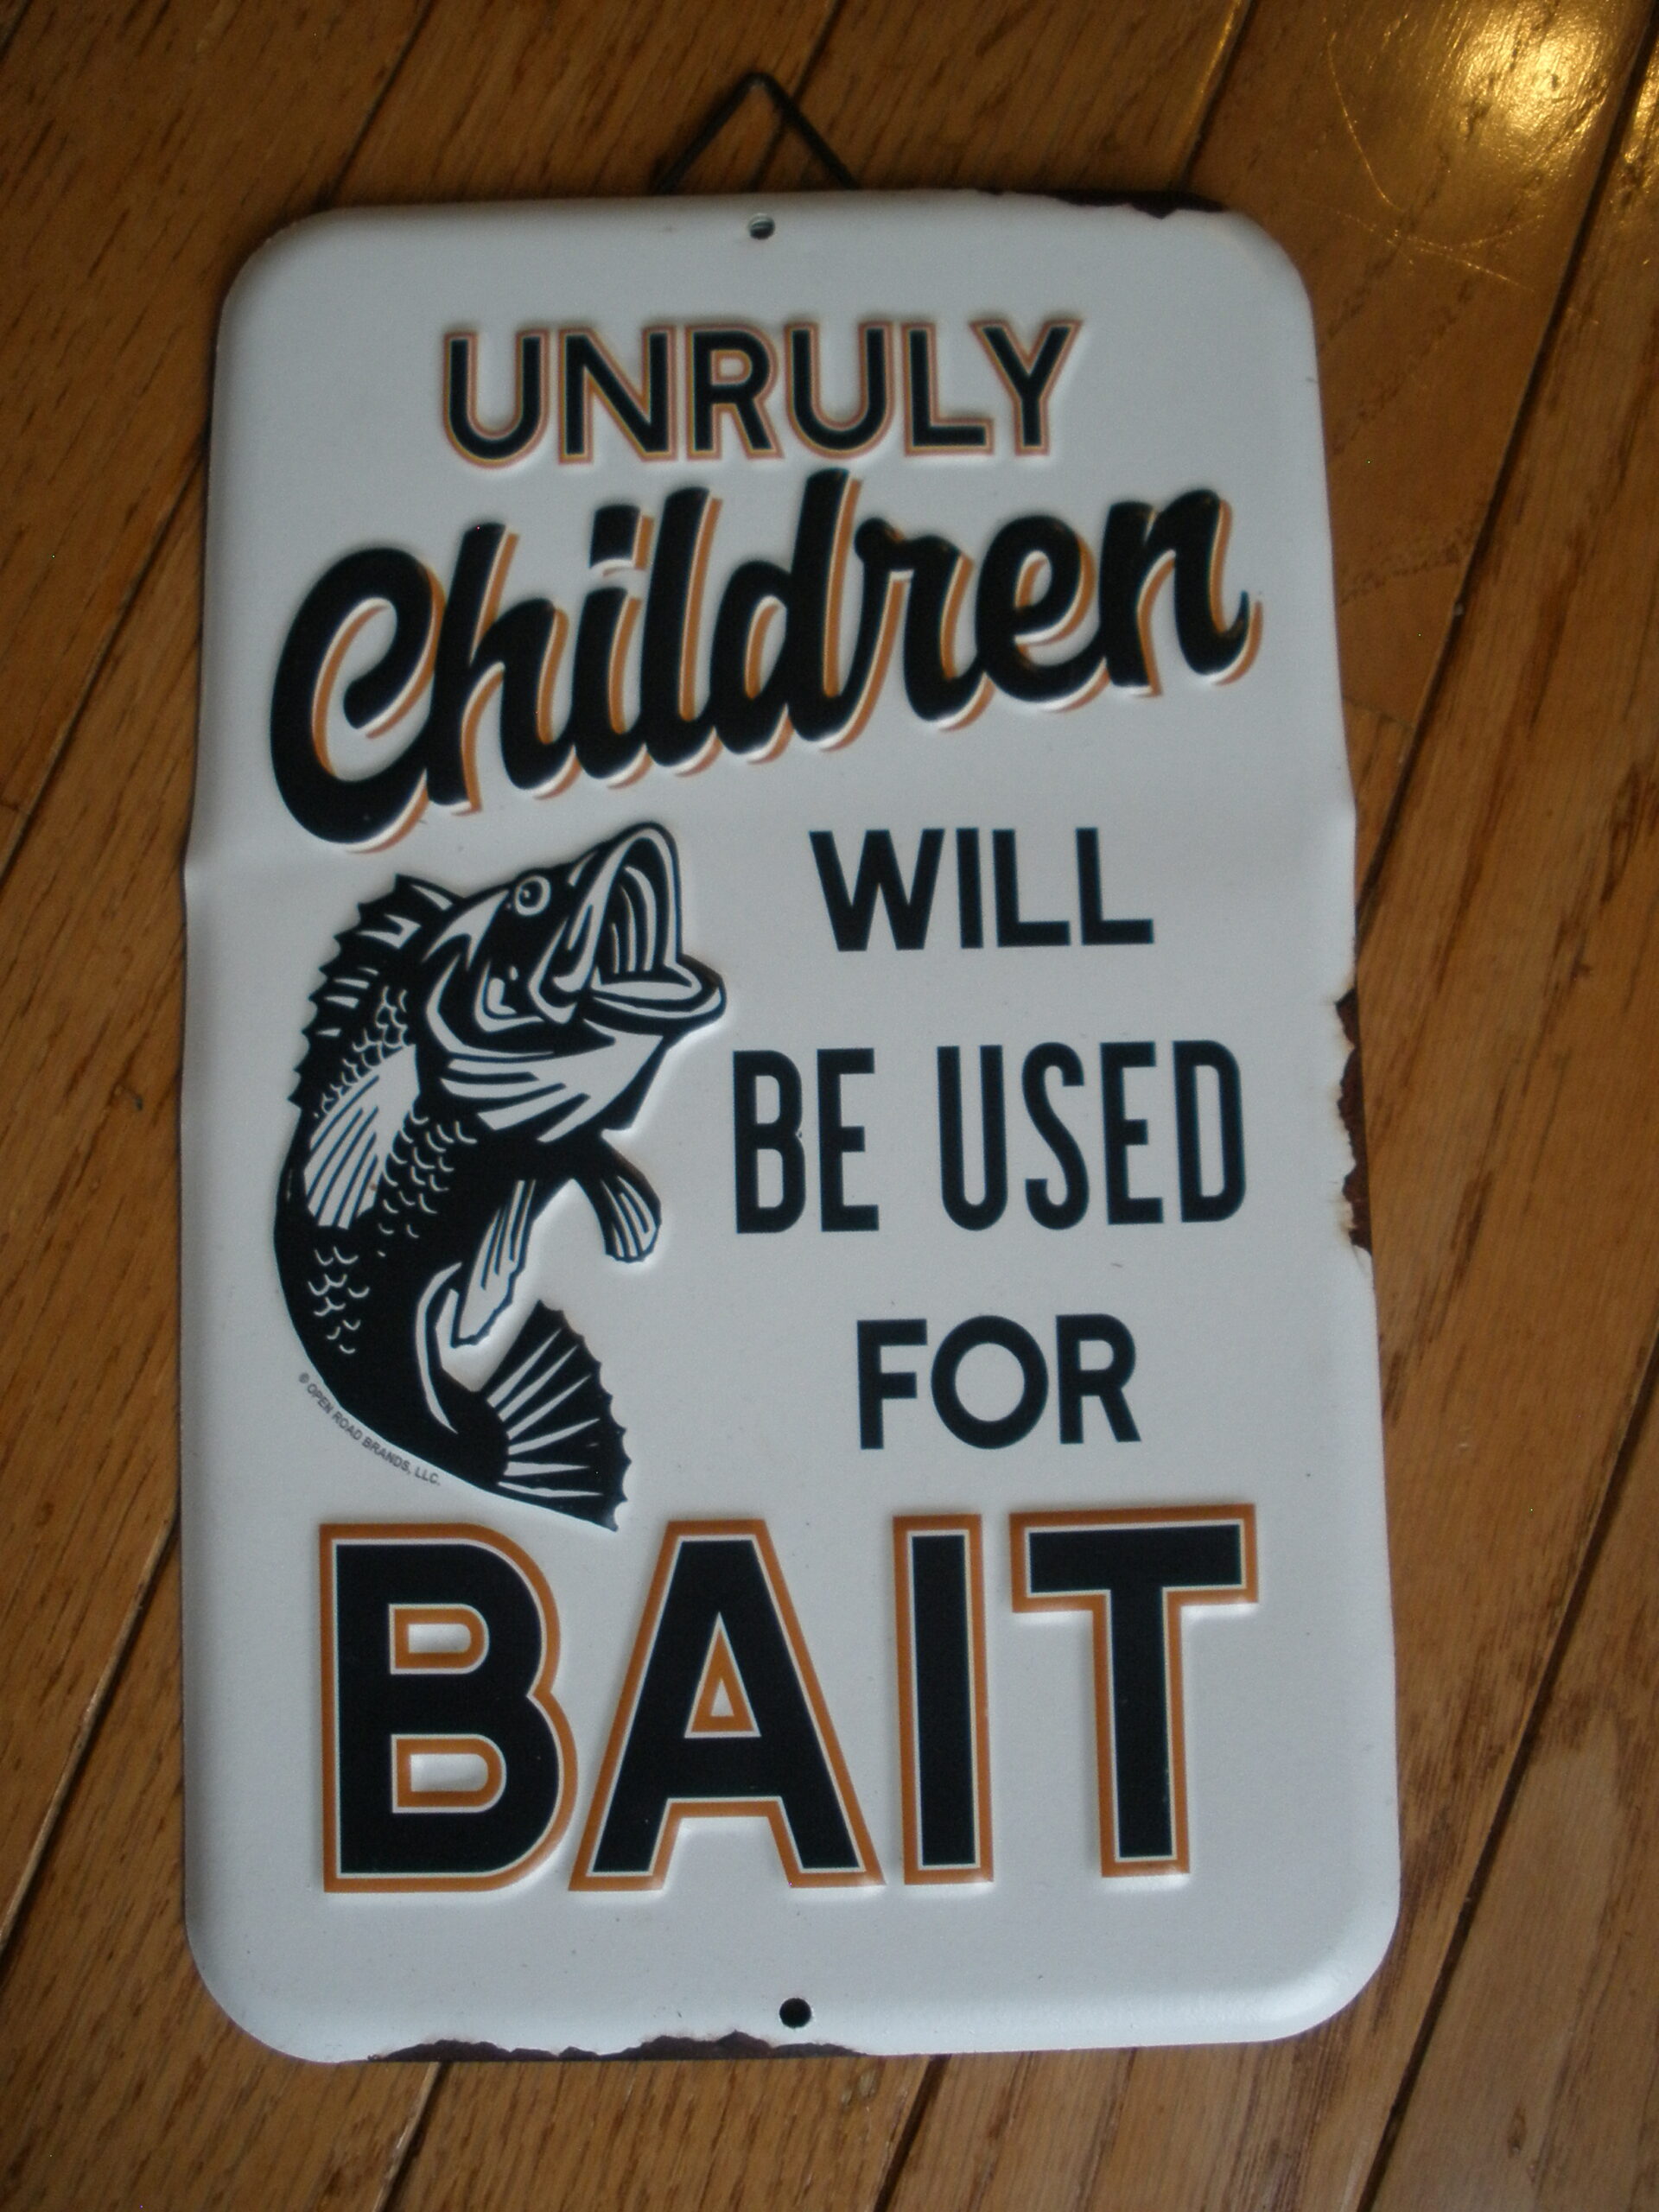 UNRULY
Children
WILL
BE USED
FOR
© OPEN ROAD BRANDS, LLC.
BAIT